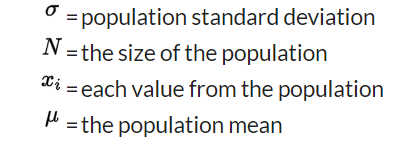 σ = population standard deviation
N = the size of the population
xᵢ = each value from the population
μ = the population mean